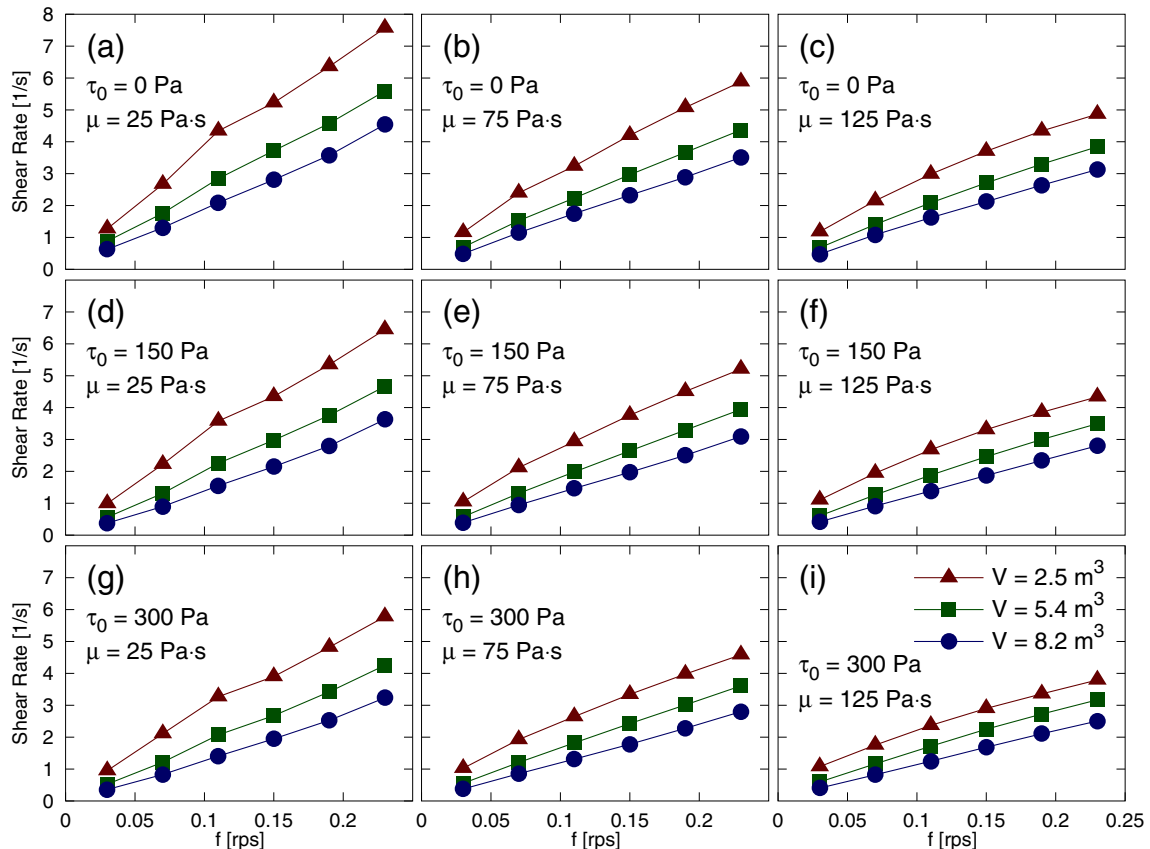 8
7
6
5
4
3
2
1
0
Shear Rate [1/s]
(a)
τ0 = 0 Pa
μ = 25 Pa·s
(b)
τ0 = 0 Pa
μ = 75 Pa·s
(c)
τ0 = 0 Pa
μ = 125 Pa·s
7
6
5
4
3
2
1
0
Shear Rate [1/s]
(d)
τ0 = 150 Pa
μ = 25 Pa·s
(e)
τ0 = 150 Pa
μ = 75 Pa·s
(f)
τ0 = 150 Pa
μ = 125 Pa·s
7
6
5
4
3
2
1
0
Shear Rate [1/s]
(g)
τ0 = 300 Pa
μ = 25 Pa·s
(h)
τ0 = 300 Pa
μ = 75 Pa·s
(i)
V = 2.5 m³
V = 5.4 m³
V = 8.2 m³
τ0 = 300 Pa
μ = 125 Pa·s
0 0.05 0.1 0.15 0.2
f [rps]
0 0.05 0.1 0.15 0.2
f [rps]
0 0.05 0.1 0.15 0.2 0.25
f [rps]